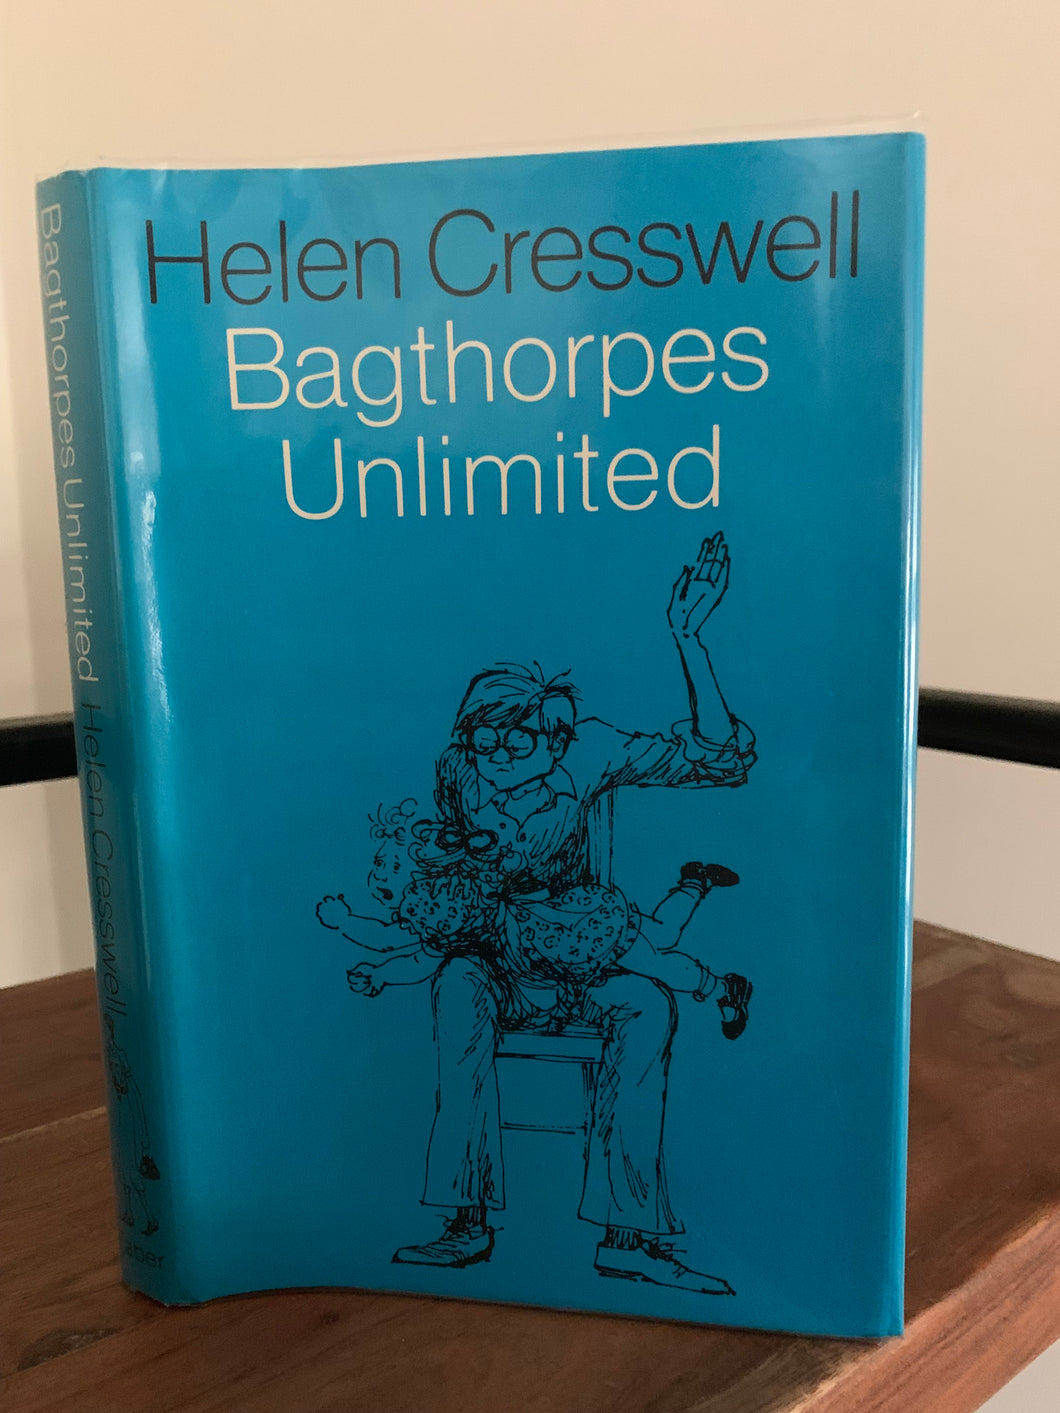 Helen Cresswell
Bagthorpes
Unlimited
Bagthorpes Unlimited Helen Cresswell